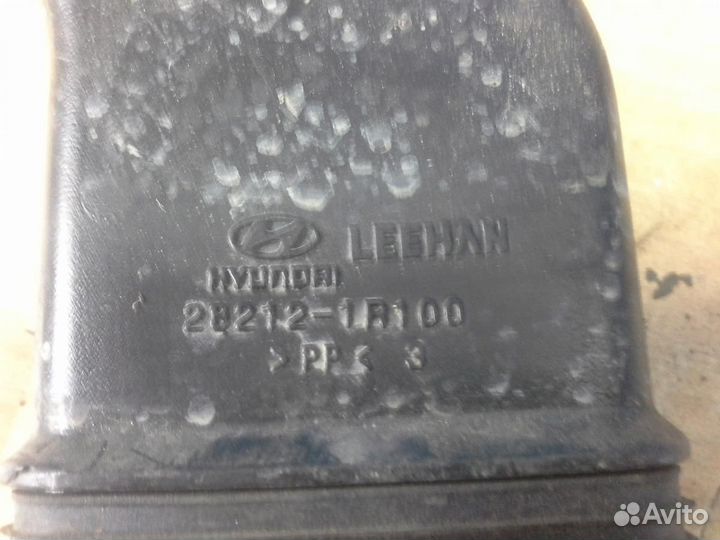 LEEHAN
HYUNDAI
28212-1R100
>PP< 3
Avito